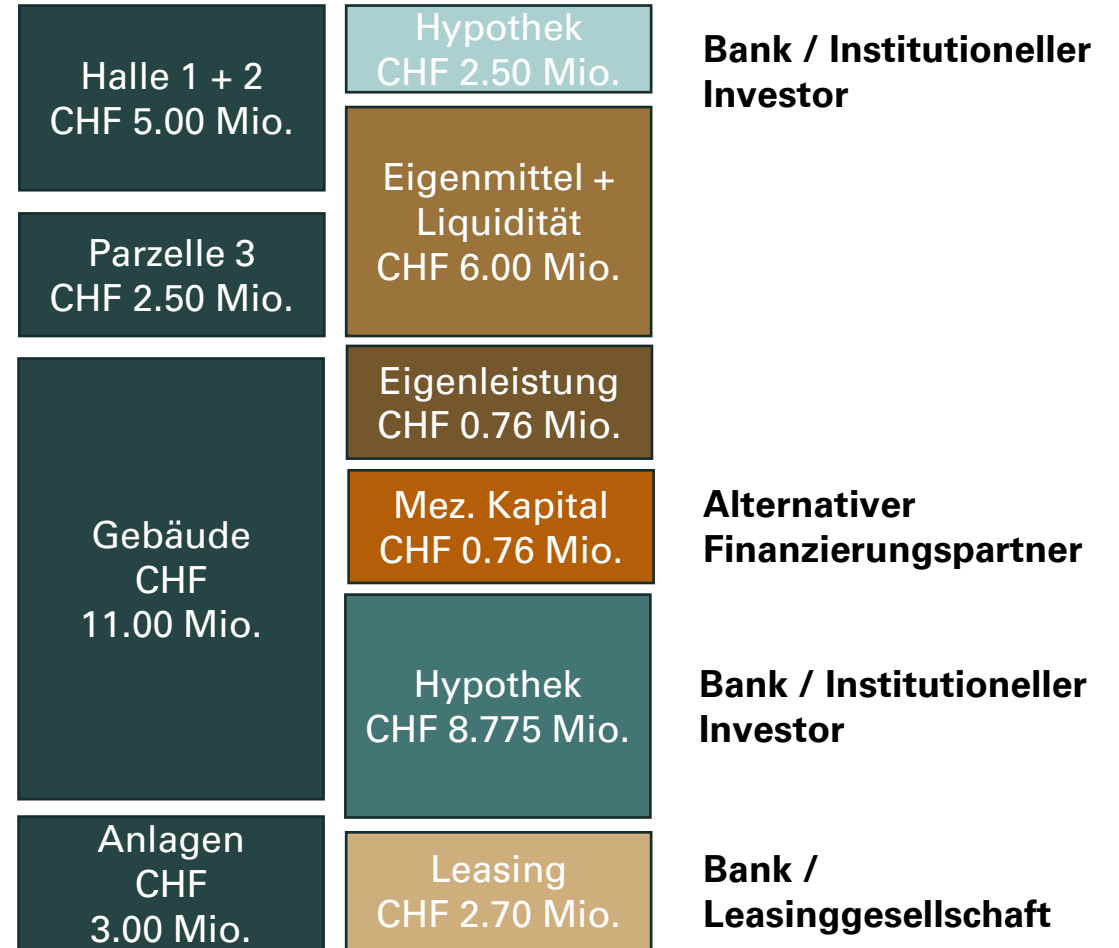 Halle 1 + 2
CHF 5.00 Mio.
Parzelle 3
CHF 2.50 Mio.
Gebäude
CHF
11.00 Mio.
Anlagen
CHF
3.00 Mio.
Hypothek
CHF 2.50 Mio.
Eigenmittel +
Liquidität
CHF 6.00 Mio.
Eigenleistung
CHF 0.76 Mio.
Mez. Kapital
CHF 0.76 Mio.
Hypothek
CHF 8.775 Mio.
Leasing
CHF 2.70 Mio.
Bank / Institutioneller
Investor
Alternativer
Finanzierungspartner
Bank / Institutioneller
Investor
Bank /
Leasinggesellschaft